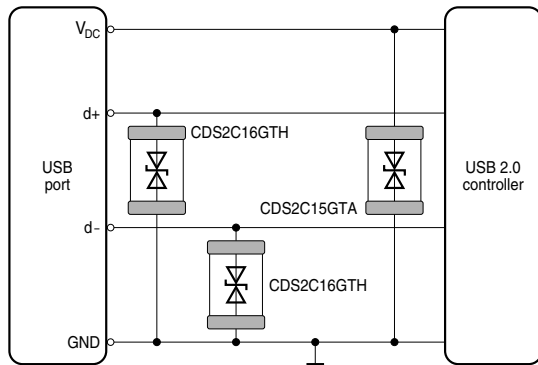 V_DC
d+
CDS2C16GTH
USB
port
USB 2.0
controller
CDS2C15GTA
d-
CDS2C16GTH
GND